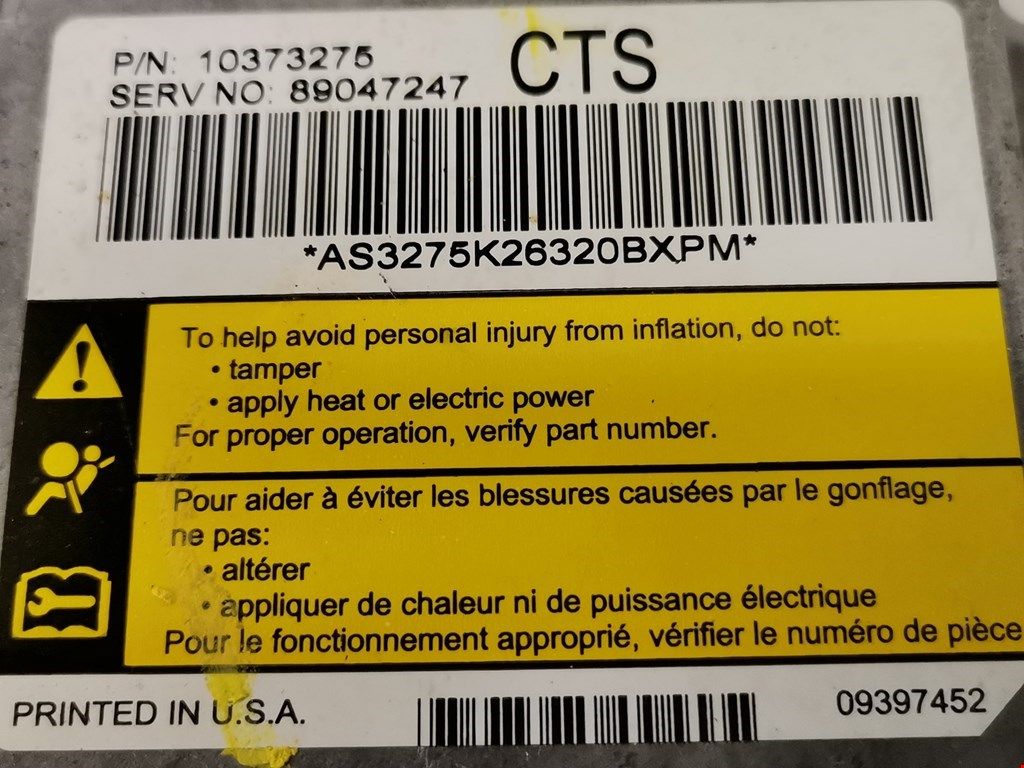 P/N: 10373275
CTS
SERV NO: 89047247
*AS3275K26320BXPM*
To help avoid personal injury from inflation, do not:
• tamper
• apply heat or electric power
For proper operation, verify part number.
Pour aider à éviter les blessures causées par le gonflage,
ne pas:
• altérer
• appliquer de chaleur ni de puissance électrique
Pour le fonctionnement approprié, vérifier le numéro de pièce
PRINTED IN U.S.A.
09397452